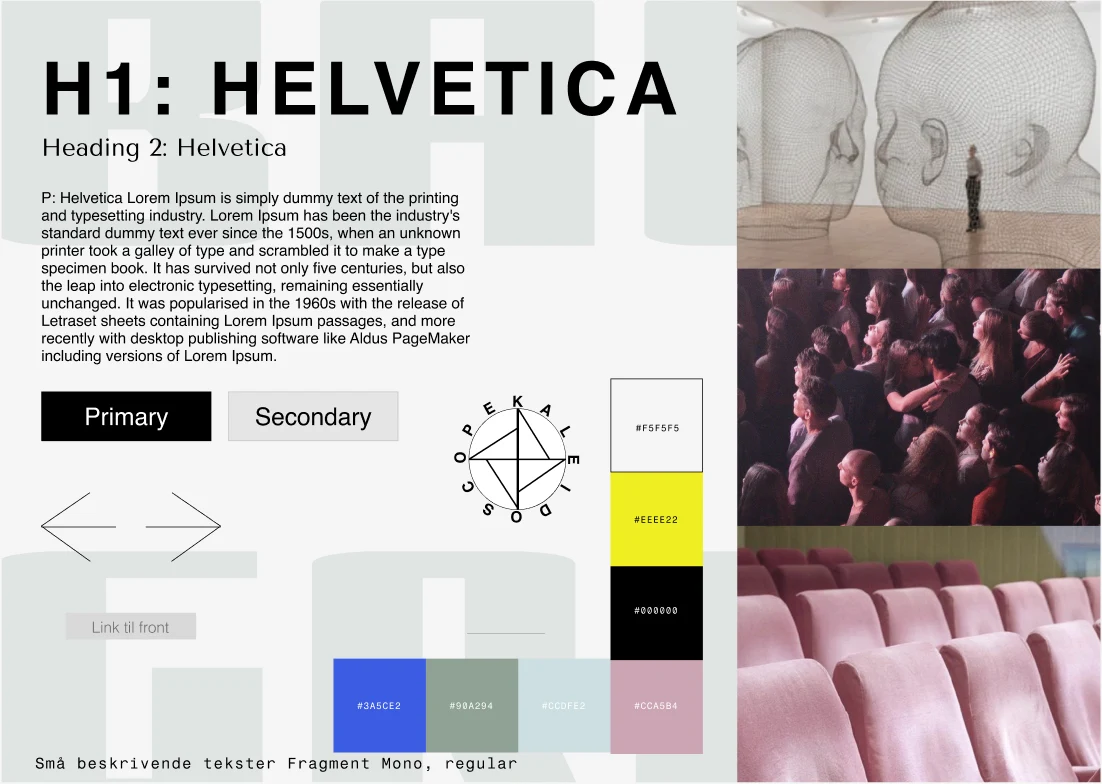 H1: HELVETICA
Heading 2: Helvetica
P: Helvetica Lorem Ipsum is simply dummy text of the printing
and typesetting industry. Lorem Ipsum has been the industry's
standard dummy text ever since the 1500s, when an unknown
printer took a galley of type and scrambled it to make a type
specimen book. It has survived not only five centuries, but also
the leap into electronic typesetting, remaining essentially
unchanged. It was popularised in the 1960s with the release of
Letraset sheets containing Lorem Ipsum passages, and more
recently with desktop publishing software like Aldus PageMaker
including versions of Lorem Ipsum.
Primary
Secondary
KALEIDOSCOPE
#F5F5F5
#EEEE22
#000000
Link til front
#3A5CE2
#90A294
#CCDFE2
#CCA5B4
Små beskrivende tekster Fragment Mono, regular